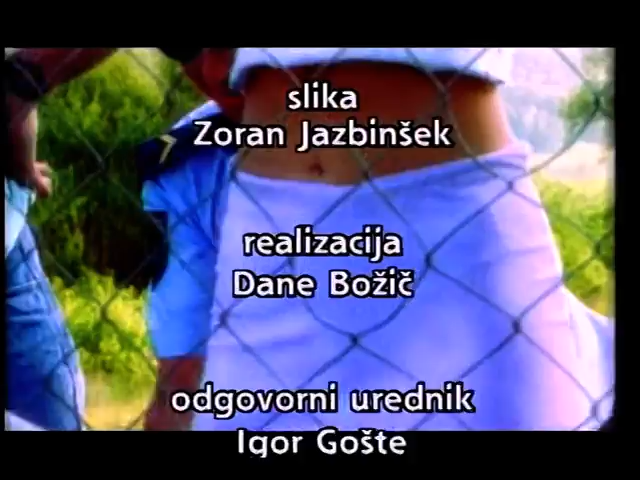 slika
Zoran Jazbinšek
realizacija
Dane Božič
odgovorni urednik
Igor Gošte